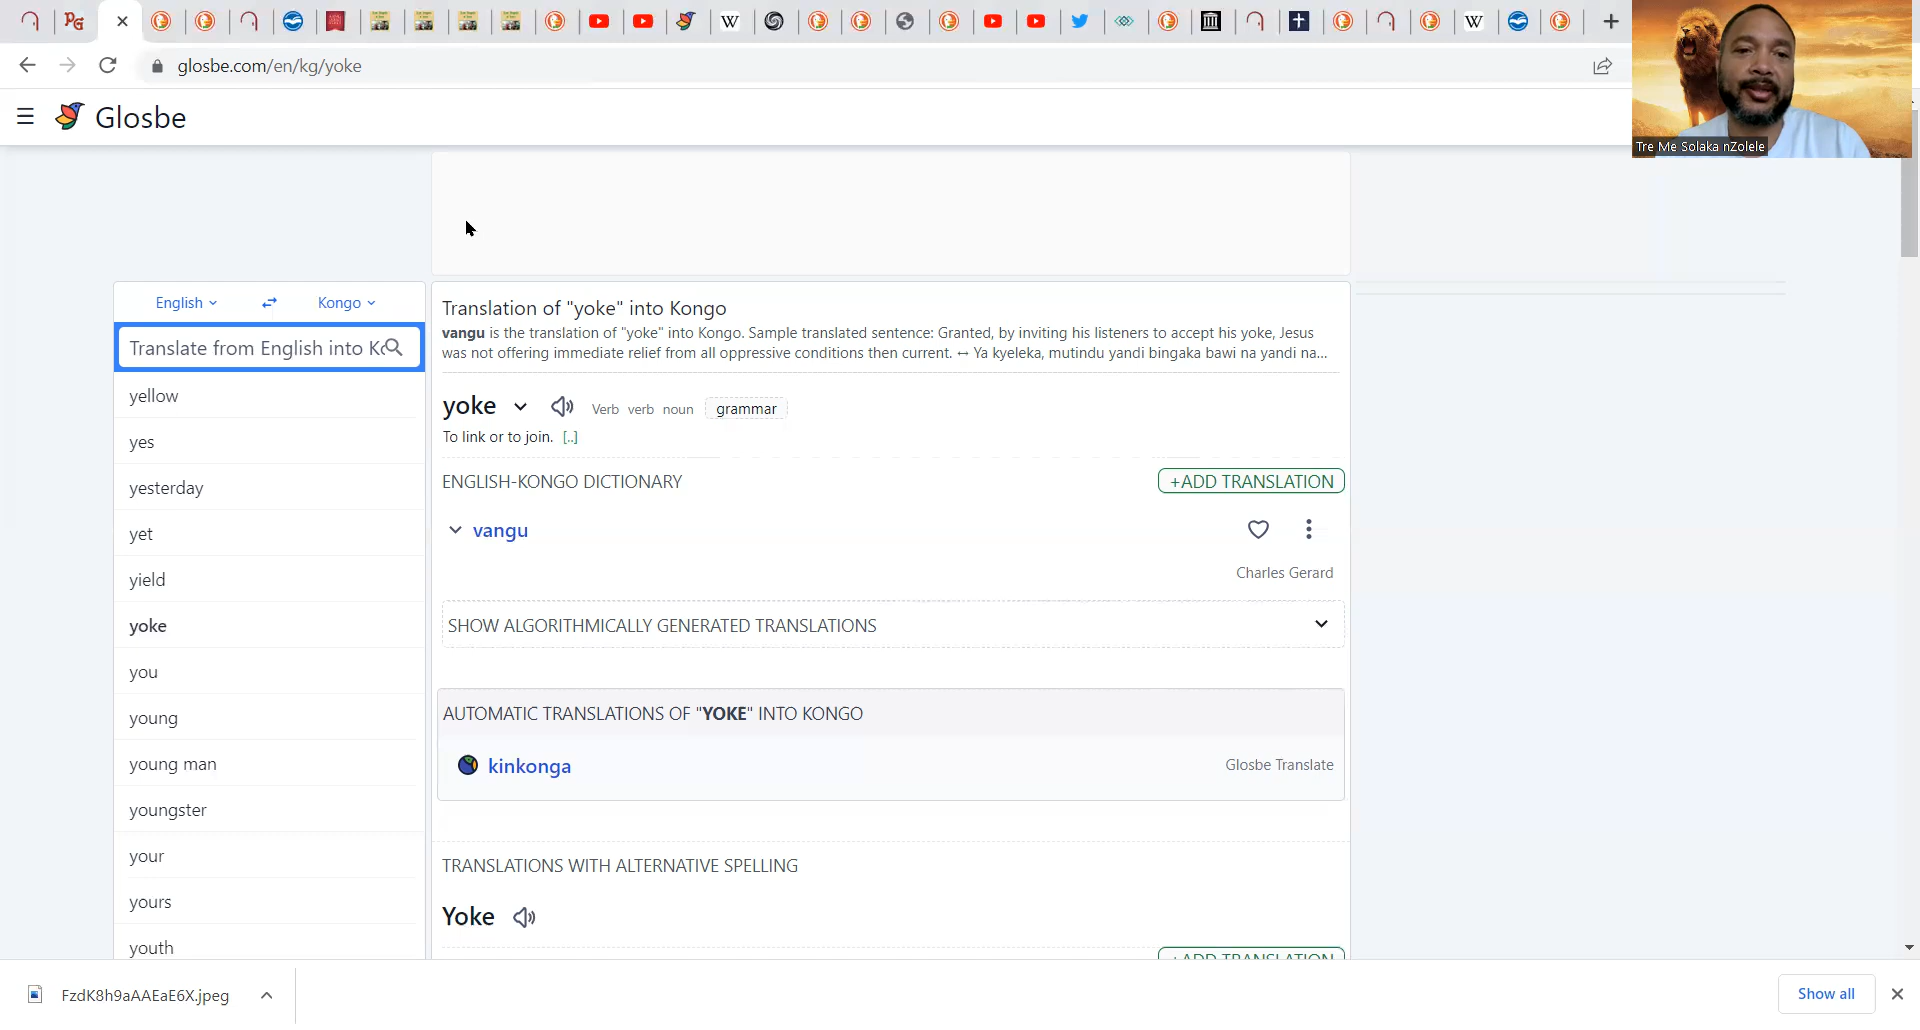 glosbe.com/en/kg/yoke
Tre Me Solaka nZolele
Glosbe
English
Kongo
Translate from English into Ko
yellow
yes
yesterday
yet
yield
yoke
you
young
young man
youngster
your
yours
youth
Translation of "yoke" into Kongo
vangu is the translation of "yoke" into Kongo. Sample translated sentence: Granted, by inviting his listeners to accept his yoke, Jesus
was not offering immediate relief from all oppressive conditions then current. ↔ Ya kyeleka, mutindu yandi bingaka bawi na yandi na...
yoke Verb verb noun grammar
To link or to join. [..]
ENGLISH-KONGO DICTIONARY +ADD TRANSLATION
vangu
Charles Gerard
SHOW ALGORITHMICALLY GENERATED TRANSLATIONS
AUTOMATIC TRANSLATIONS OF "YOKE" INTO KONGO
kinkonga Glosbe Translate
TRANSLATIONS WITH ALTERNATIVE SPELLING
Yoke
+ADD TRANSLATION
FzdK8h9aAAEaE6X.jpeg
Show all